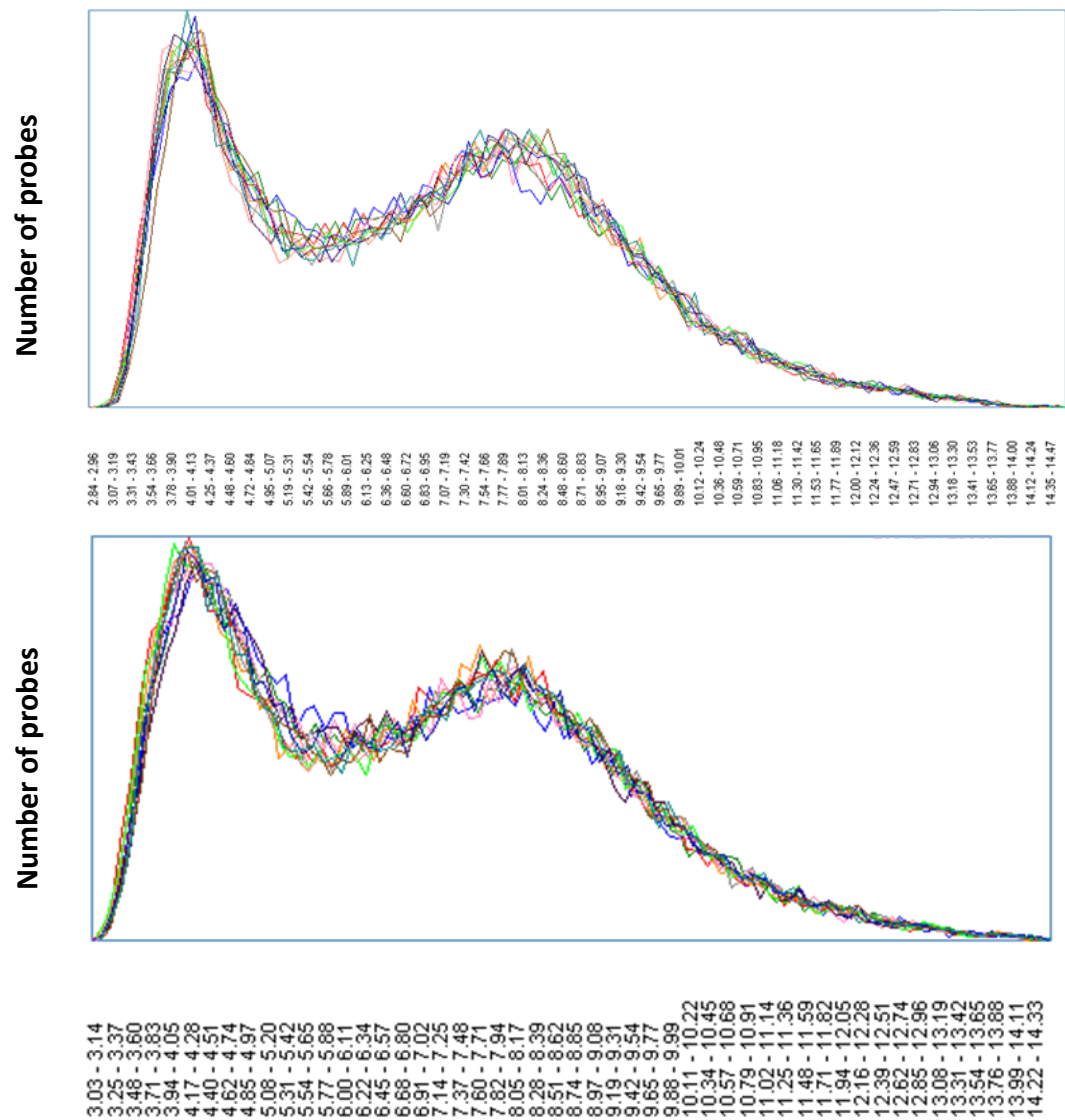 Number of probes
2.84 - 2.96
3.07 - 3.19
3.31 - 3.43
3.54 - 3.66
3.78 - 3.90
4.01 - 4.13
4.25 - 4.37
4.48 - 4.60
4.72 - 4.84
4.95 - 5.07
5.19 - 5.31
5.42 - 5.54
5.66 - 5.78
5.89 - 6.01
6.13 - 6.25
6.36 - 6.48
6.60 - 6.72
6.83 - 6.95
7.07 - 7.19
7.30 - 7.42
7.54 - 7.66
7.77 - 7.89
8.01 - 8.13
8.24 - 8.36
8.48 - 8.60
8.71 - 8.83
8.95 - 9.07
9.18 - 9.30
9.42 - 9.54
9.65 - 9.77
9.89 - 10.01
10.12 - 10.24
10.36 - 10.48
10.59 - 10.71
10.83 - 10.95
11.06 - 11.18
11.30 - 11.42
11.53 - 11.65
11.77 - 11.89
12.00 - 12.12
12.24 - 12.36
12.47 - 12.59
12.71 - 12.83
12.94 - 13.06
13.18 - 13.30
13.41 - 13.53
13.65 - 13.77
13.88 - 14.00
14.12 - 14.24
14.35 - 14.47
Number of probes
3.03 - 3.14
3.25 - 3.37
3.48 - 3.60
3.71 - 3.83
3.94 - 4.05
4.17 - 4.28
4.40 - 4.51
4.62 - 4.74
4.85 - 4.97
5.08 - 5.20
5.31 - 5.42
5.54 - 5.65
5.77 - 5.88
6.00 - 6.11
6.22 - 6.34
6.45 - 6.57
6.68 - 6.80
6.91 - 7.02
7.14 - 7.25
7.37 - 7.48
7.60 - 7.71
7.82 - 7.94
8.05 - 8.17
8.28 - 8.39
8.51 - 8.62
8.74 - 8.85
8.97 - 9.08
9.19 - 9.31
9.42 - 9.54
9.65 - 9.77
9.88 - 9.99
10.11 - 10.22
10.34 - 10.45
10.57 - 10.68
10.79 - 10.91
11.02 - 11.14
11.25 - 11.36
11.48 - 11.59
11.71 - 11.82
11.94 - 12.05
12.16 - 12.28
12.39 - 12.51
12.62 - 12.74
12.85 - 12.96
13.08 - 13.19
13.31 - 13.42
13.54 - 13.65
13.76 - 13.88
13.99 - 14.11
14.22 - 14.33